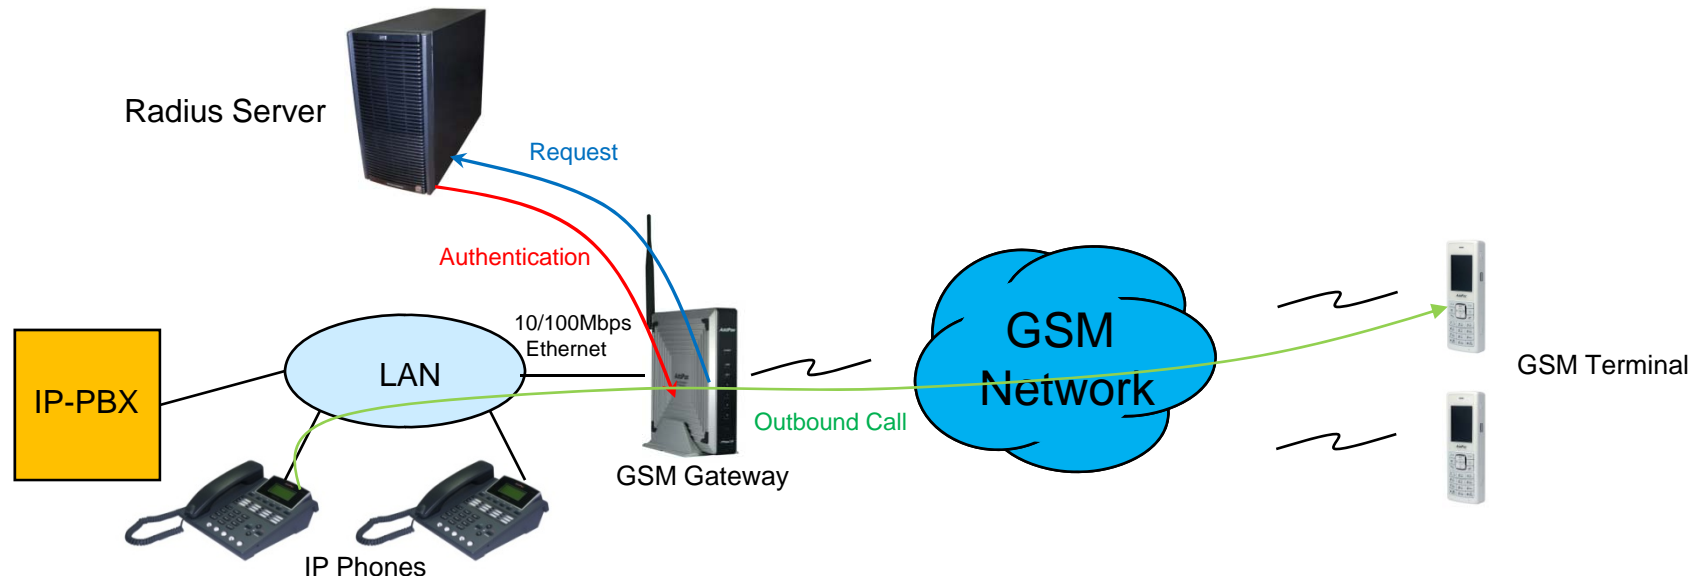 Radius Server
Request
Authentication
10/100Mbps
Ethernet
IP-PBX
LAN
GSM
Network
GSM Terminal
Outbound Call
GSM Gateway
IP Phones